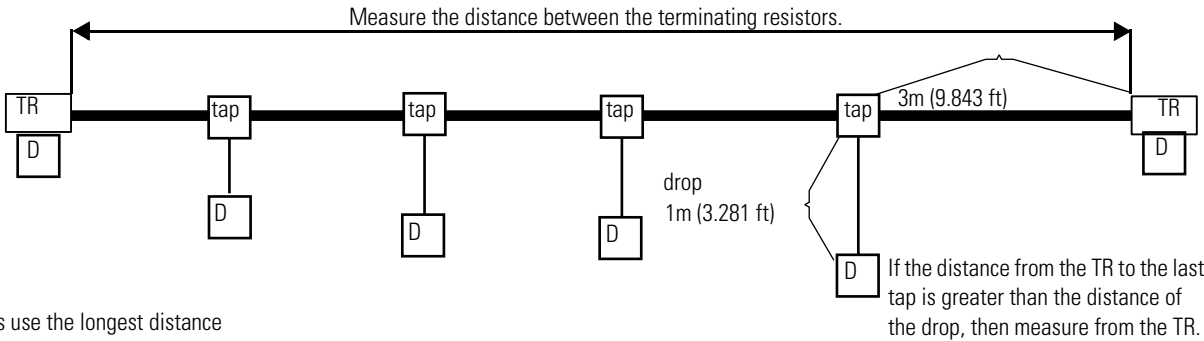 Measure the distance between the terminating resistors.
TR
tap
tap
tap
tap
3m (9.843 ft)
TR
D
D
drop
1m (3.281 ft)
D
D
D
D
If the distance from the TR to the last
tap is greater than the distance of
the drop, then measure from the TR.
s use the longest distance